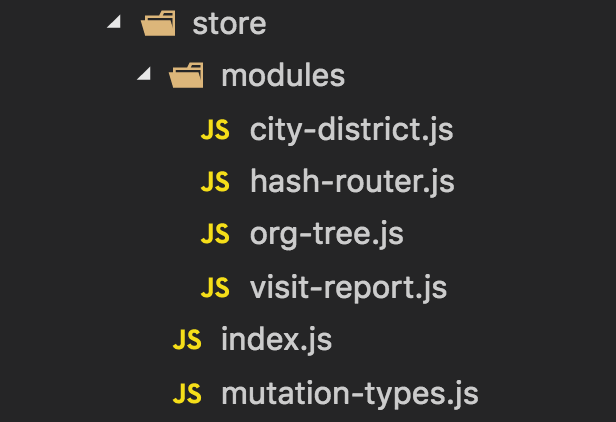 store
modules
JS city-district.js
JS hash-router.js
JS org-tree.js
JS visit-report.js
JS index.js
JS mutation-types.js